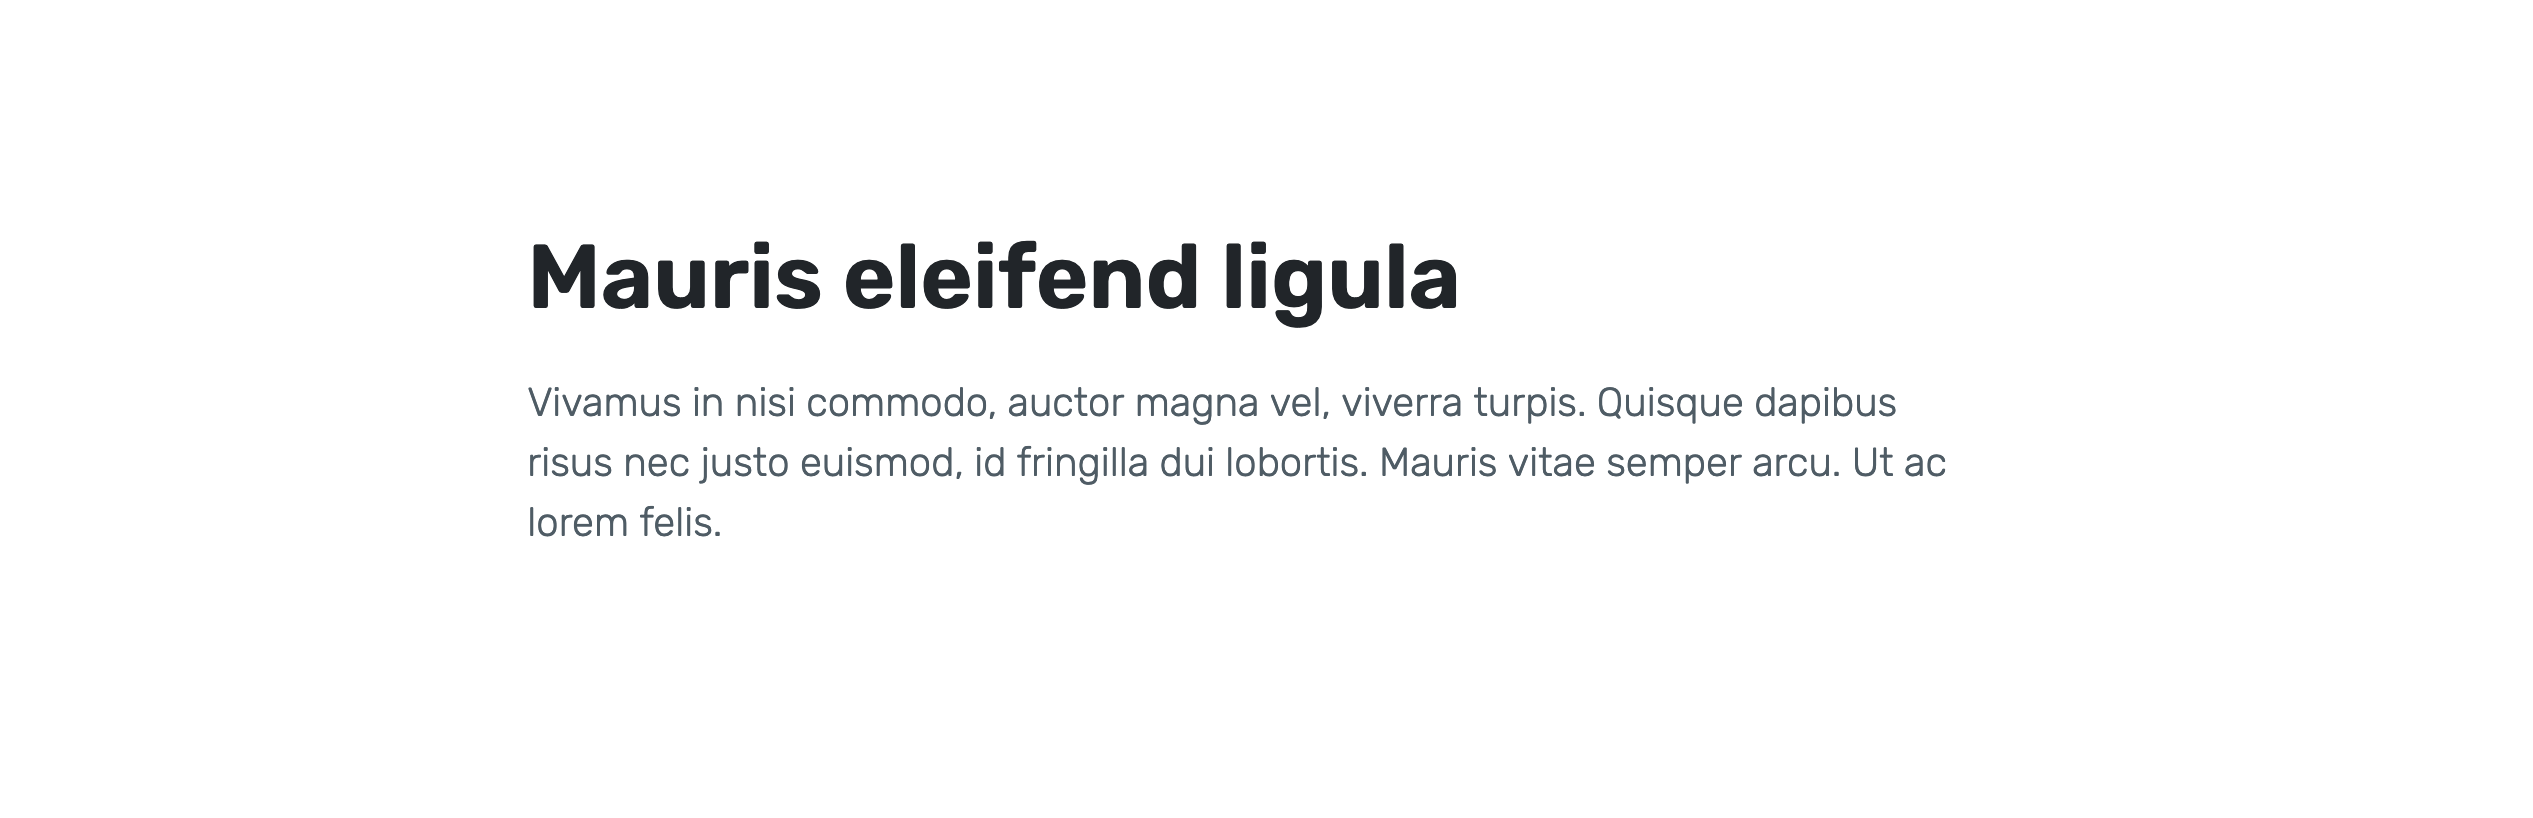 Mauris eleifend ligula
Vivamus in nisi commodo, auctor magna vel, viverra turpis. Quisque dapibus
risus nec justo euismod, id fringilla dui lobortis. Mauris vitae semper arcu. Ut ac
lorem felis.